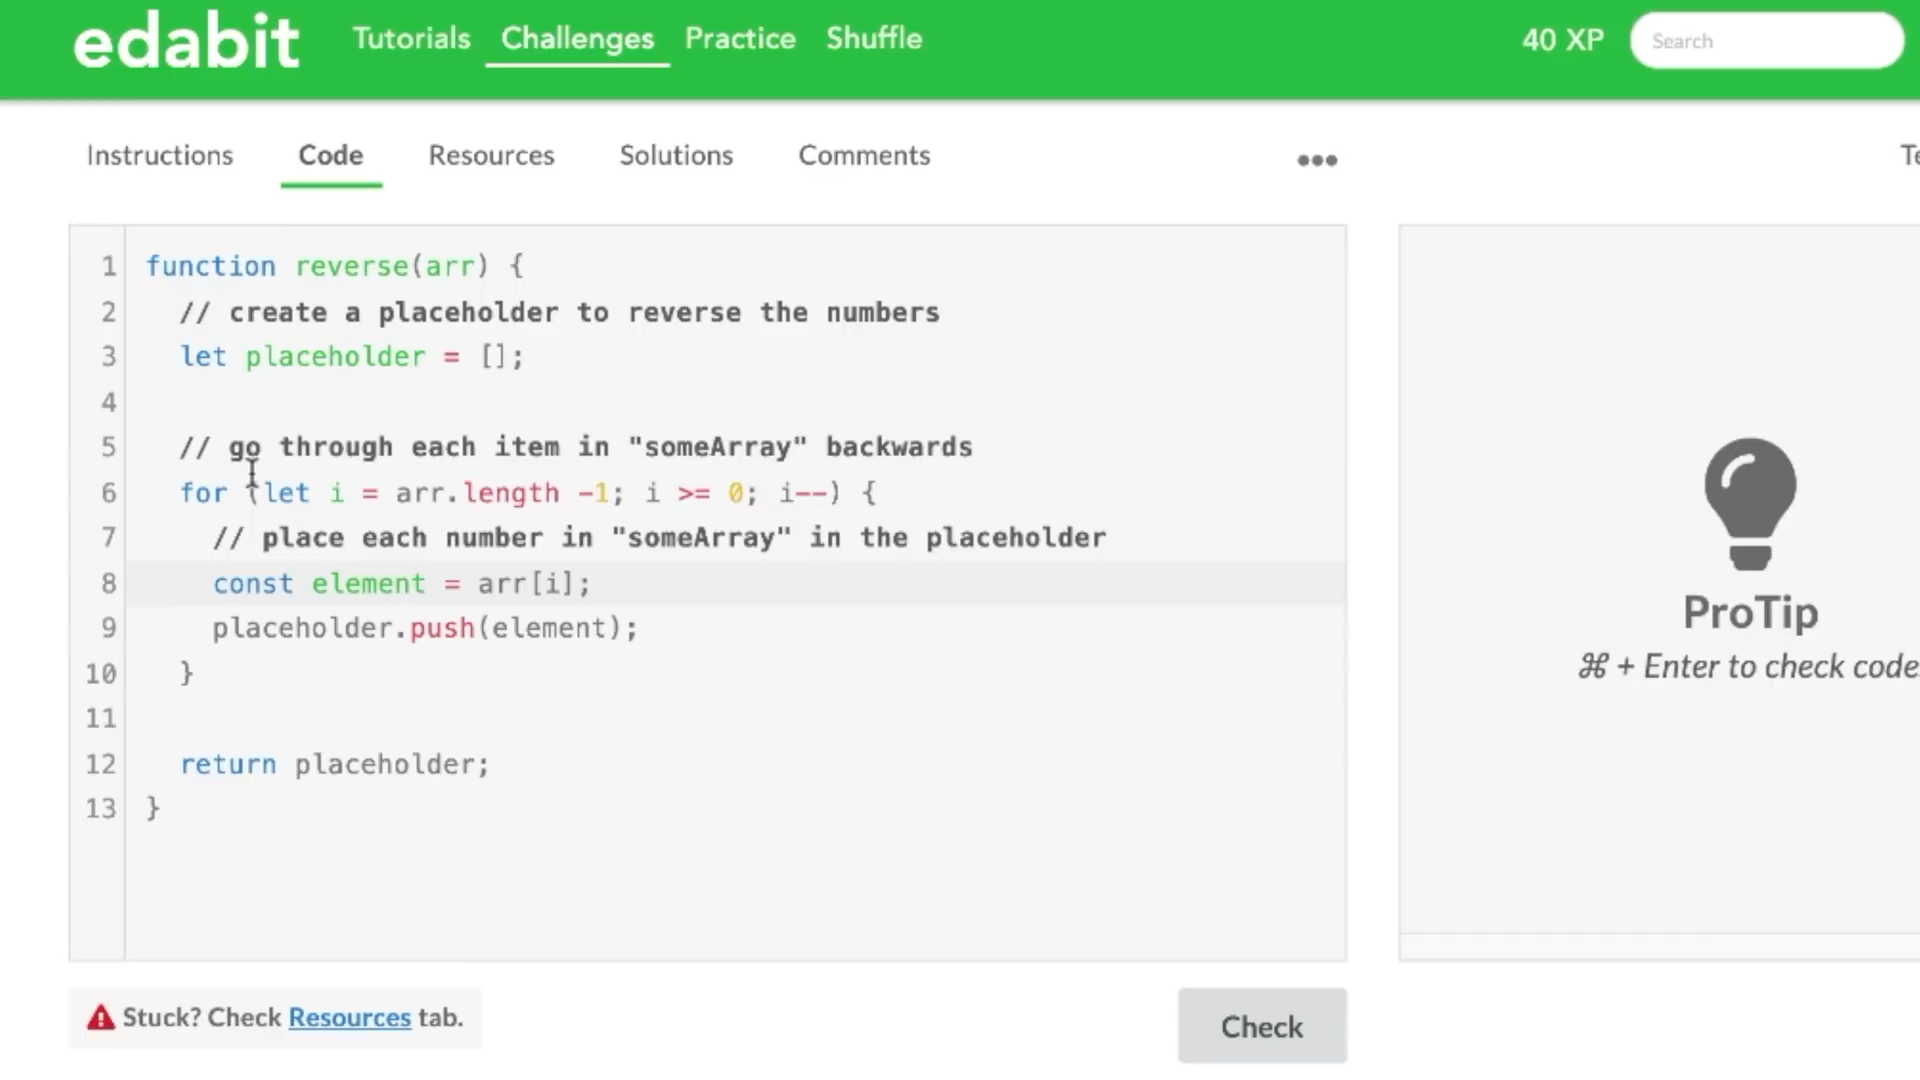 edabit Tutorials Challenges Practice Shuffle 40 XP Search
Instructions Code Resources Solutions Comments •••
1 function reverse(arr) {
2 // create a placeholder to reverse the numbers
3 let placeholder = [];
4
5 // go through each item in "someArray" backwards
6 for (let i = arr.length -1; i >= 0; i--) {
7 // place each number in "someArray" in the placeholder
8 const element = arr[i];
9 placeholder.push(element);
10 }
11
12 return placeholder;
13 }
ProTip
⌘ + Enter to check code
Stuck? Check Resources tab.
Check